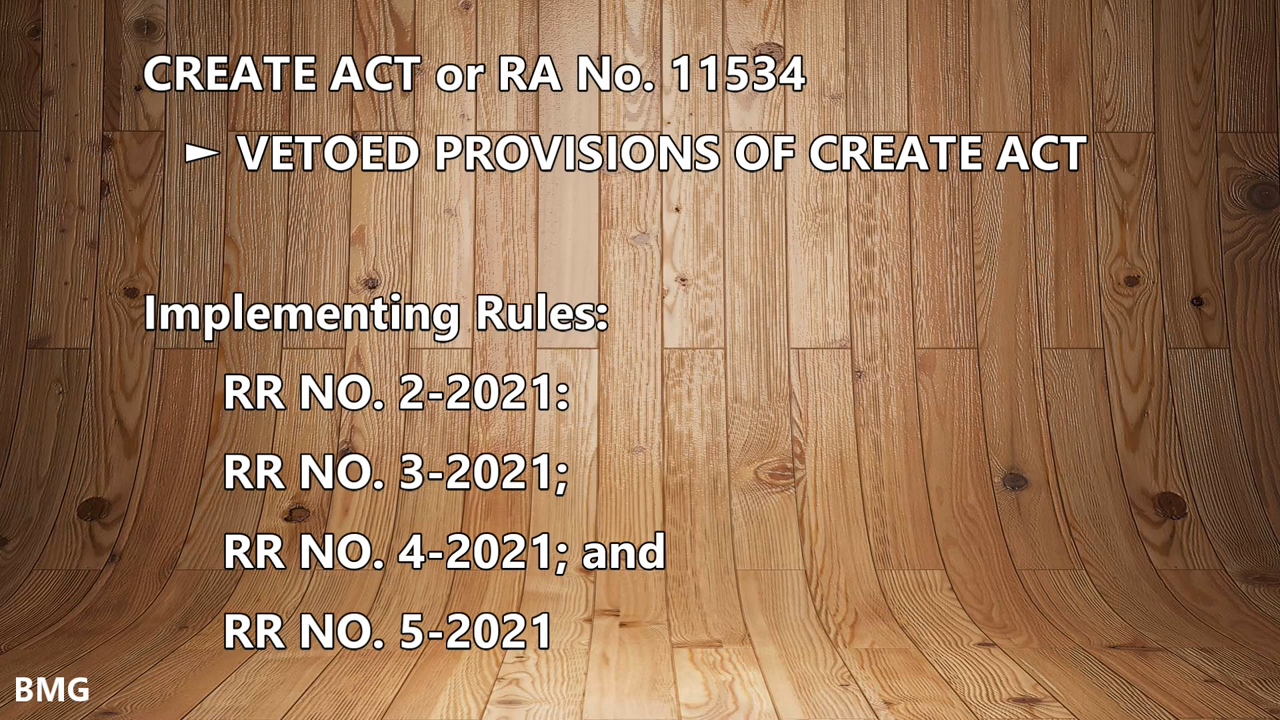 CREATE ACT or RA No. 11534
► VETOED PROVISIONS OF CREATE ACT
Implementing Rules:
RR NO. 2-2021:
RR NO. 3-2021;
RR NO. 4-2021; and
RR NO. 5-2021
BMG